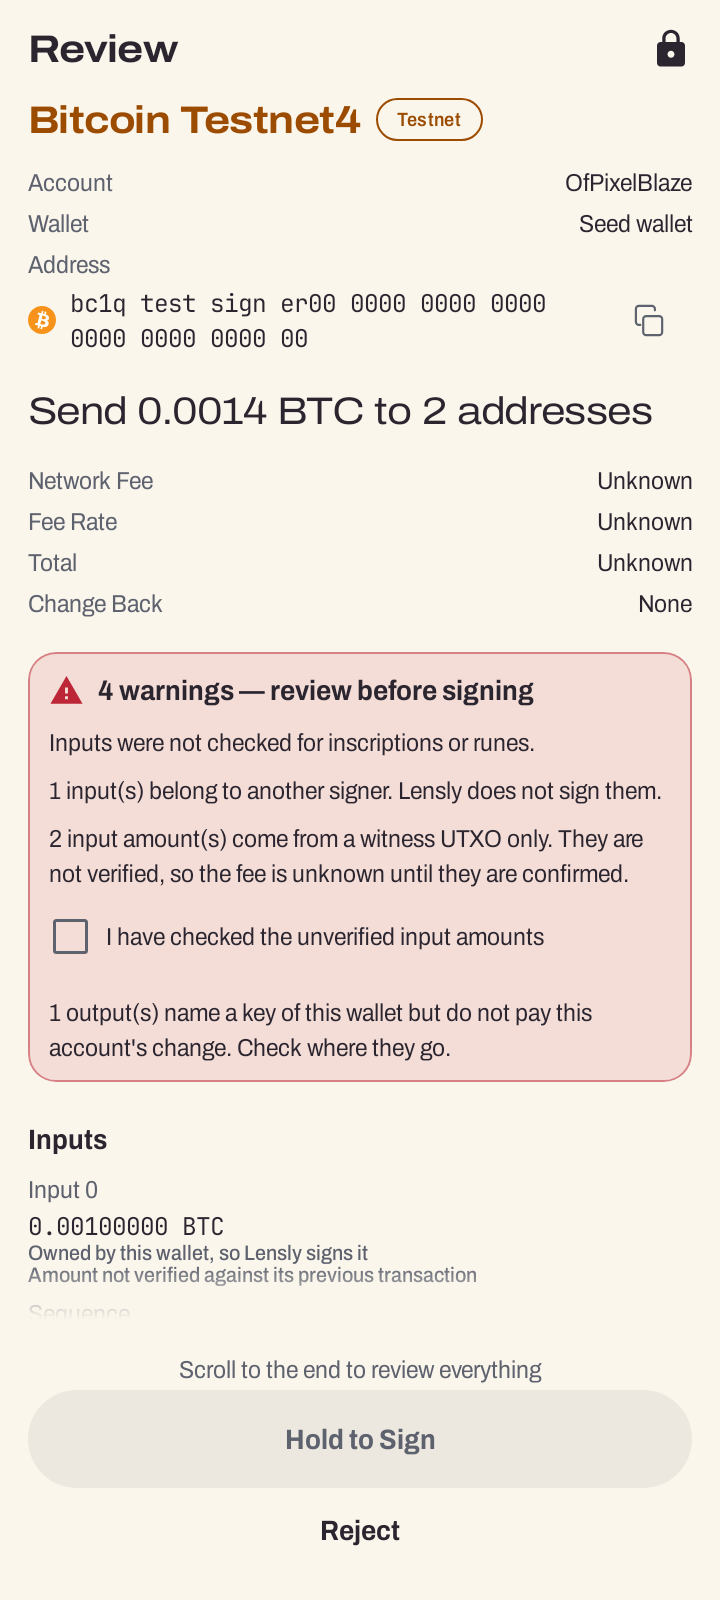 Review
Bitcoin Testnet4
Testnet
Account
OfPixelBlaze
Wallet
Seed wallet
Address
bc1q test sign er00 0000 0000 0000
0000 0000 0000 00
Send 0.0014 BTC to 2 addresses
Network Fee
Unknown
Fee Rate
Unknown
Total
Unknown
Change Back
None
4 warnings — review before signing
Inputs were not checked for inscriptions or runes.
1 input(s) belong to another signer. Lensly does not sign them.
2 input amount(s) come from a witness UTXO only. They are
not verified, so the fee is unknown until they are confirmed.
I have checked the unverified input amounts
1 output(s) name a key of this wallet but do not pay this
account's change. Check where they go.
Inputs
Input 0
0.00100000 BTC
Owned by this wallet, so Lensly signs it
Amount not verified against its previous transaction
Sequence
Scroll to the end to review everything
Hold to Sign
Reject